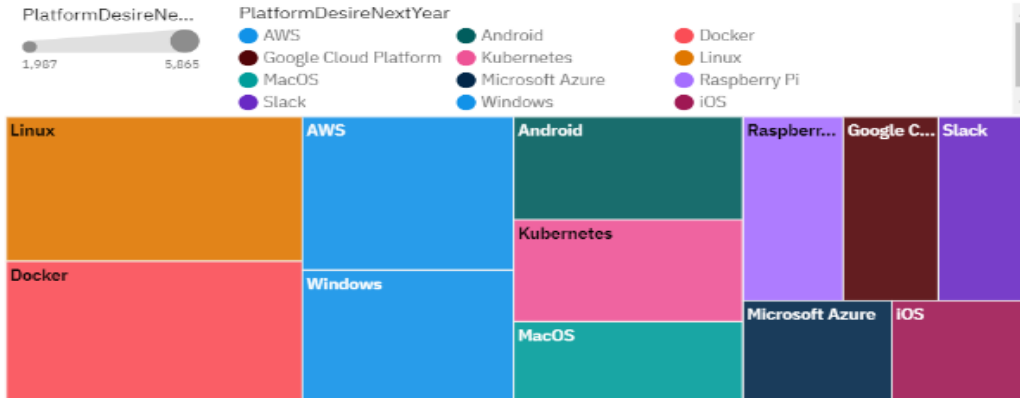 PlatformDesireNe...
1,987 5,865
PlatformDesireNextYear
AWS Android Docker
Google Cloud Platform Kubernetes Linux
MacOS Microsoft Azure Raspberry Pi
Slack Windows iOS
Linux AWS Android Raspberr... Google C... Slack
Kubernetes
Docker
Windows
Microsoft Azure iOS
MacOS